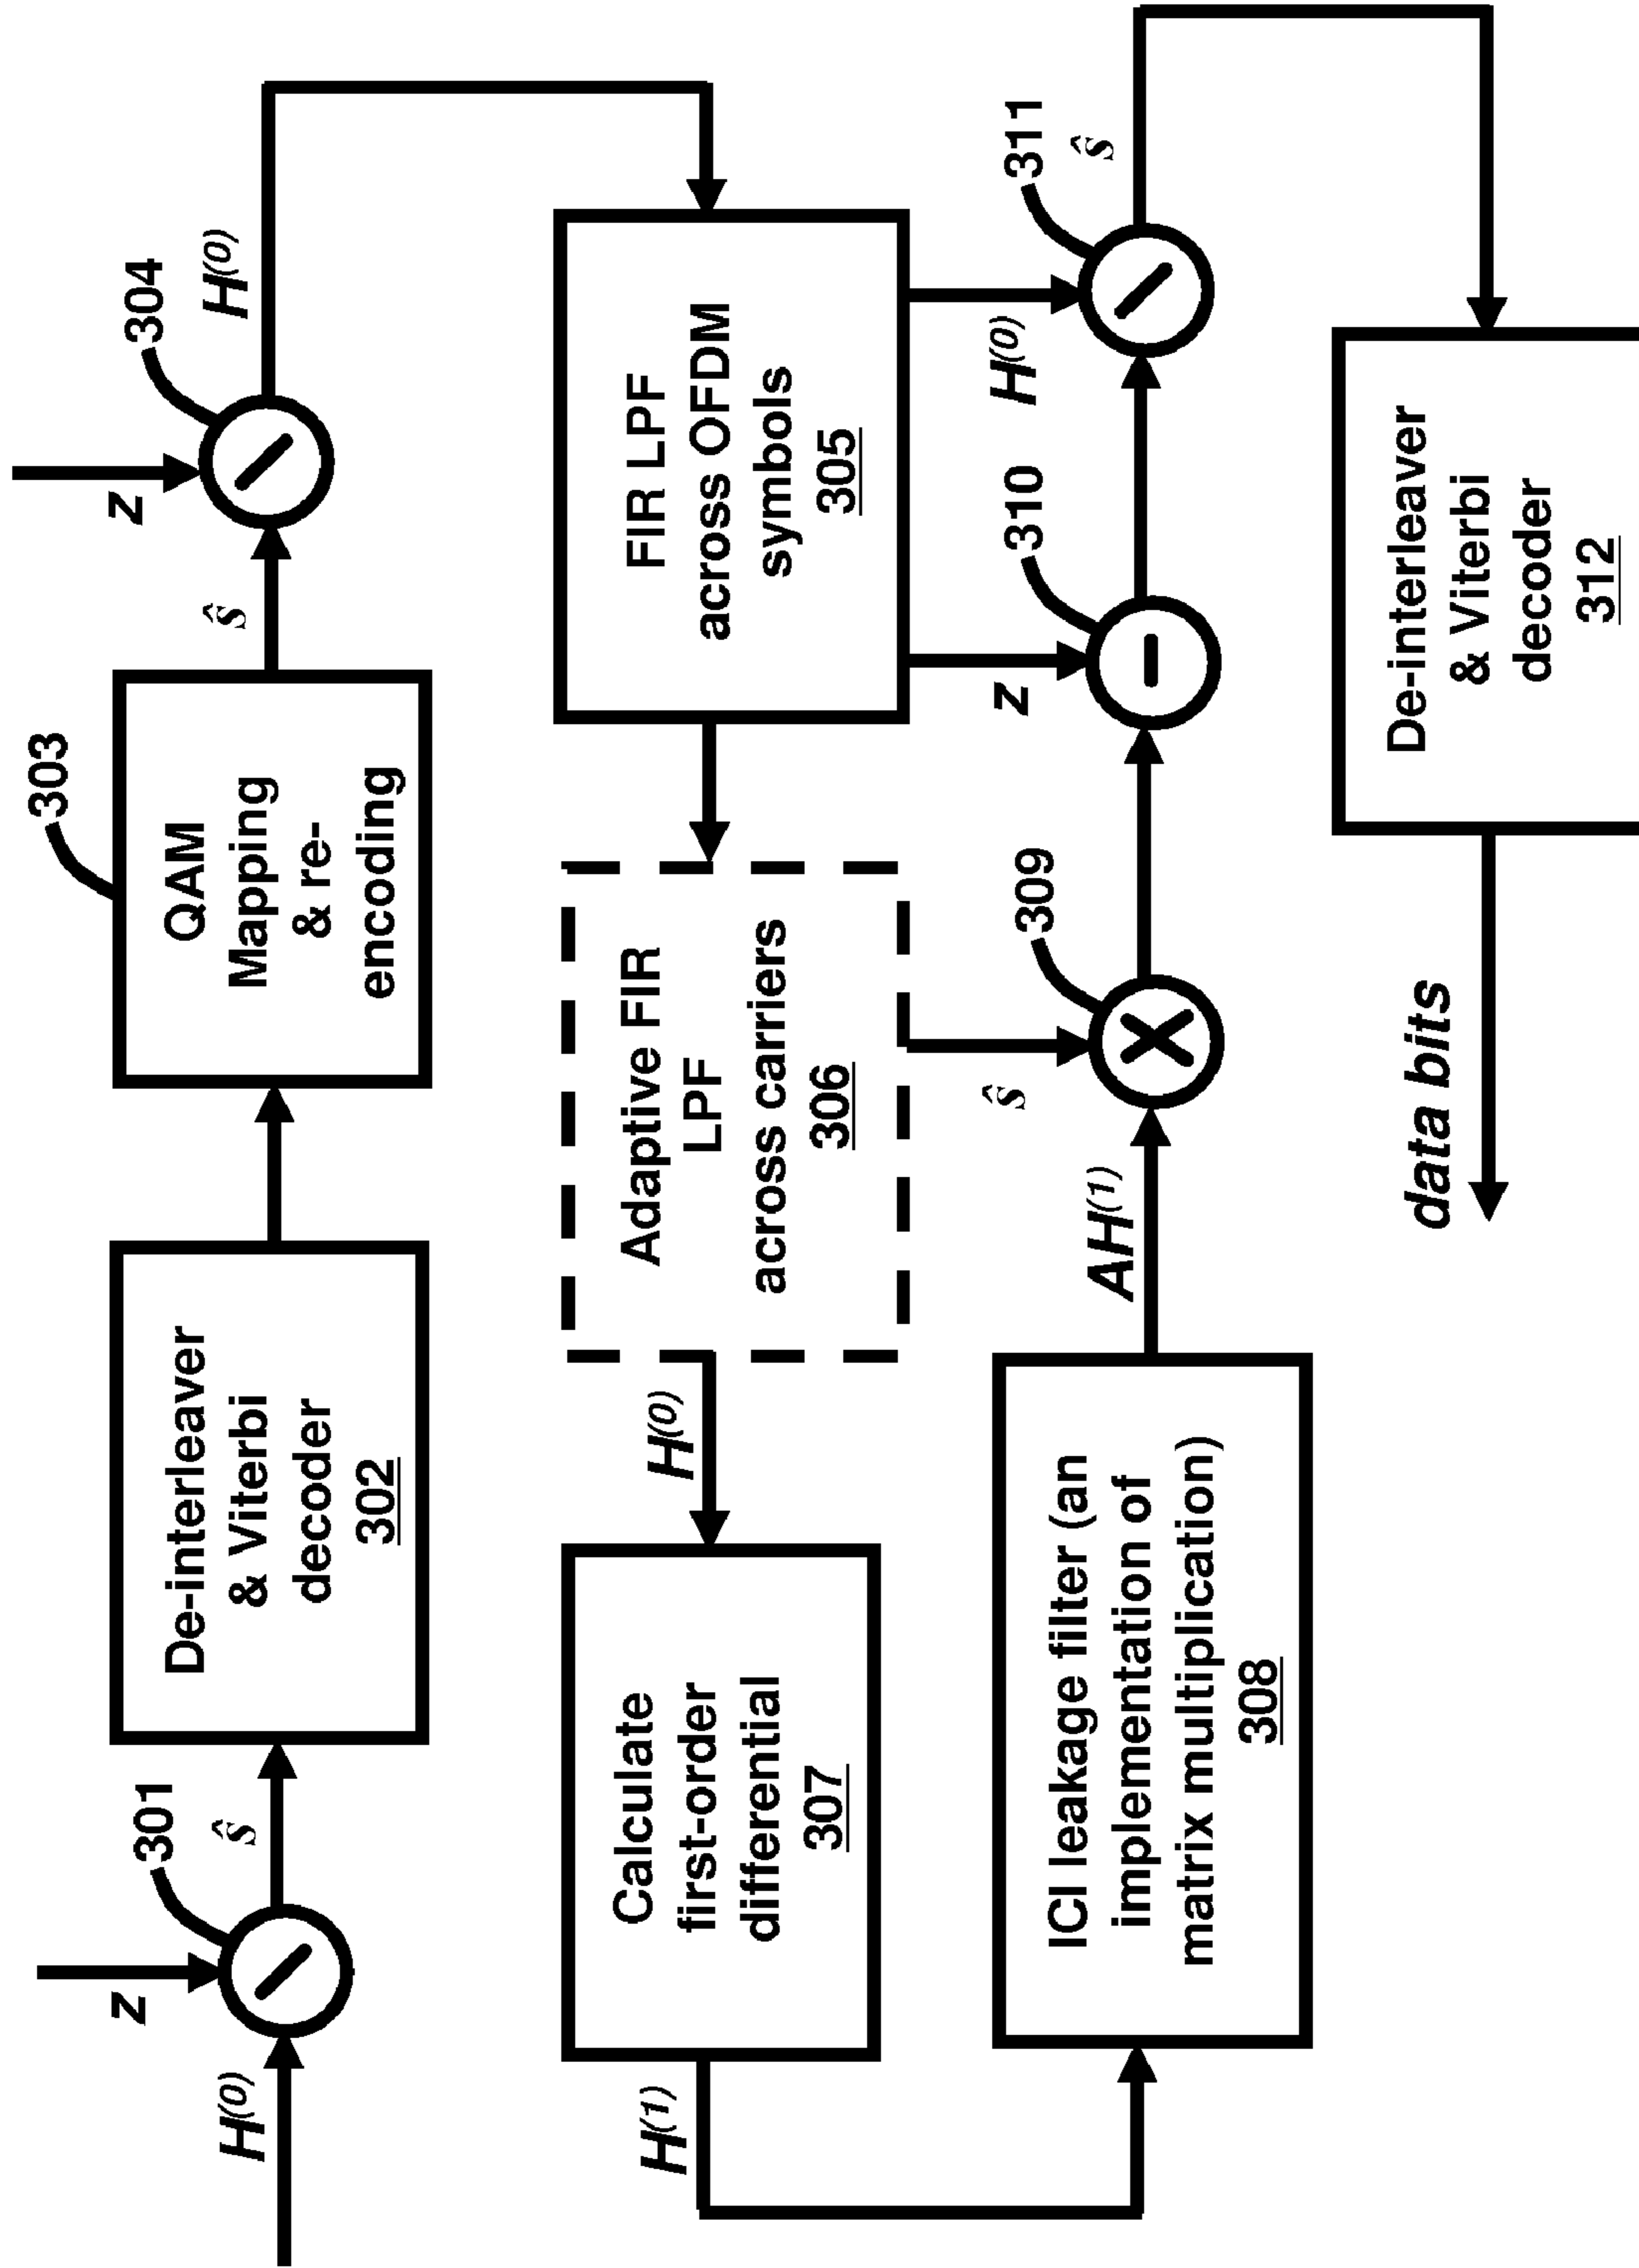 z
301
H(0)
ŝ
De-interleaver
& Viterbi
decoder
302
303
QAM
Mapping
& re-
encoding
ŝ
z
304
H(0)
FIR LPF
across OFDM
symbols
305
Adaptive FIR
LPF
across carriers
306
H(0)
Calculate
first-order
differential
307
H(1)
ICI leakage filter (an
implementation of
matrix multiplication)
308
AH(1)
ŝ
309
z
310
H(0)
311
ŝ
De-interleaver
& Viterbi
decoder
312
data bits